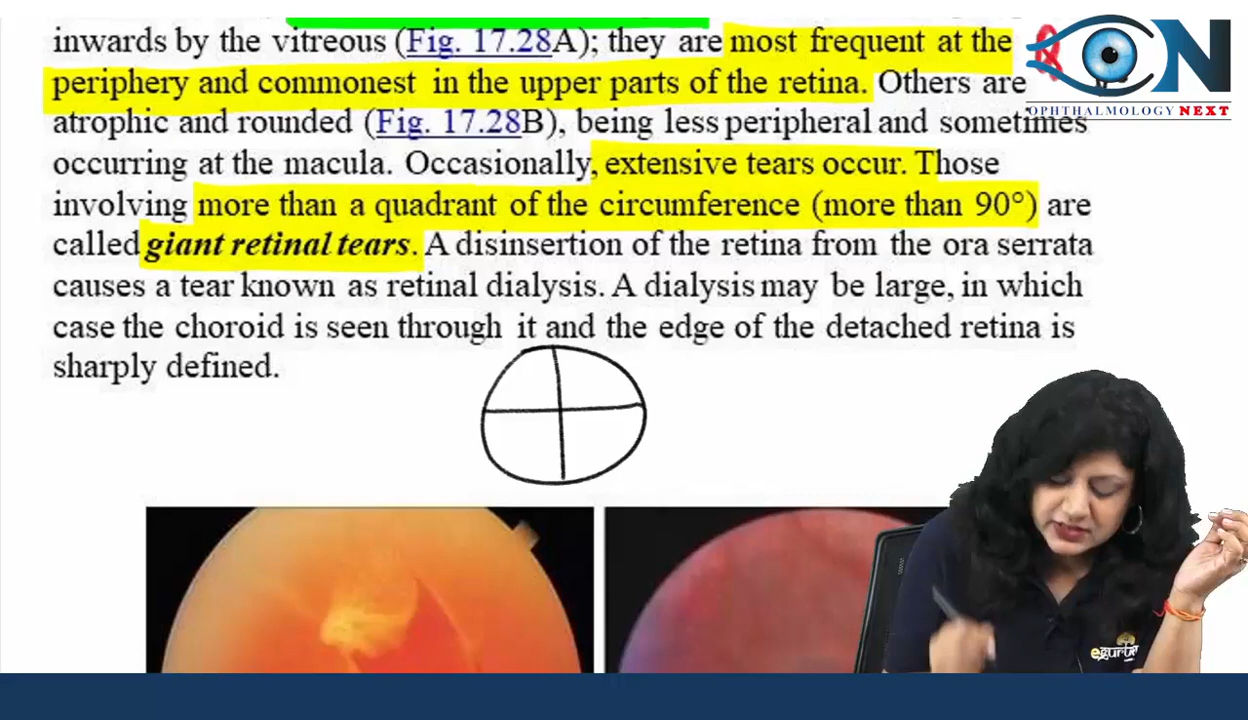 inwards by the vitreous (Fig. 17.28A); they are most frequent at the
periphery and commonest in the upper parts of the retina. Others are
atrophic and rounded (Fig. 17.28B), being less peripheral and sometimes
occurring at the macula. Occasionally, extensive tears occur. Those
involving more than a quadrant of the circumference (more than 90°) are
called giant retinal tears. A disinsertion of the retina from the ora serrata
causes a tear known as retinal dialysis. A dialysis may be large, in which
case the choroid is seen through it and the edge of the detached retina is
sharply defined.
ON
OPHTHALMOLOGY NEXT